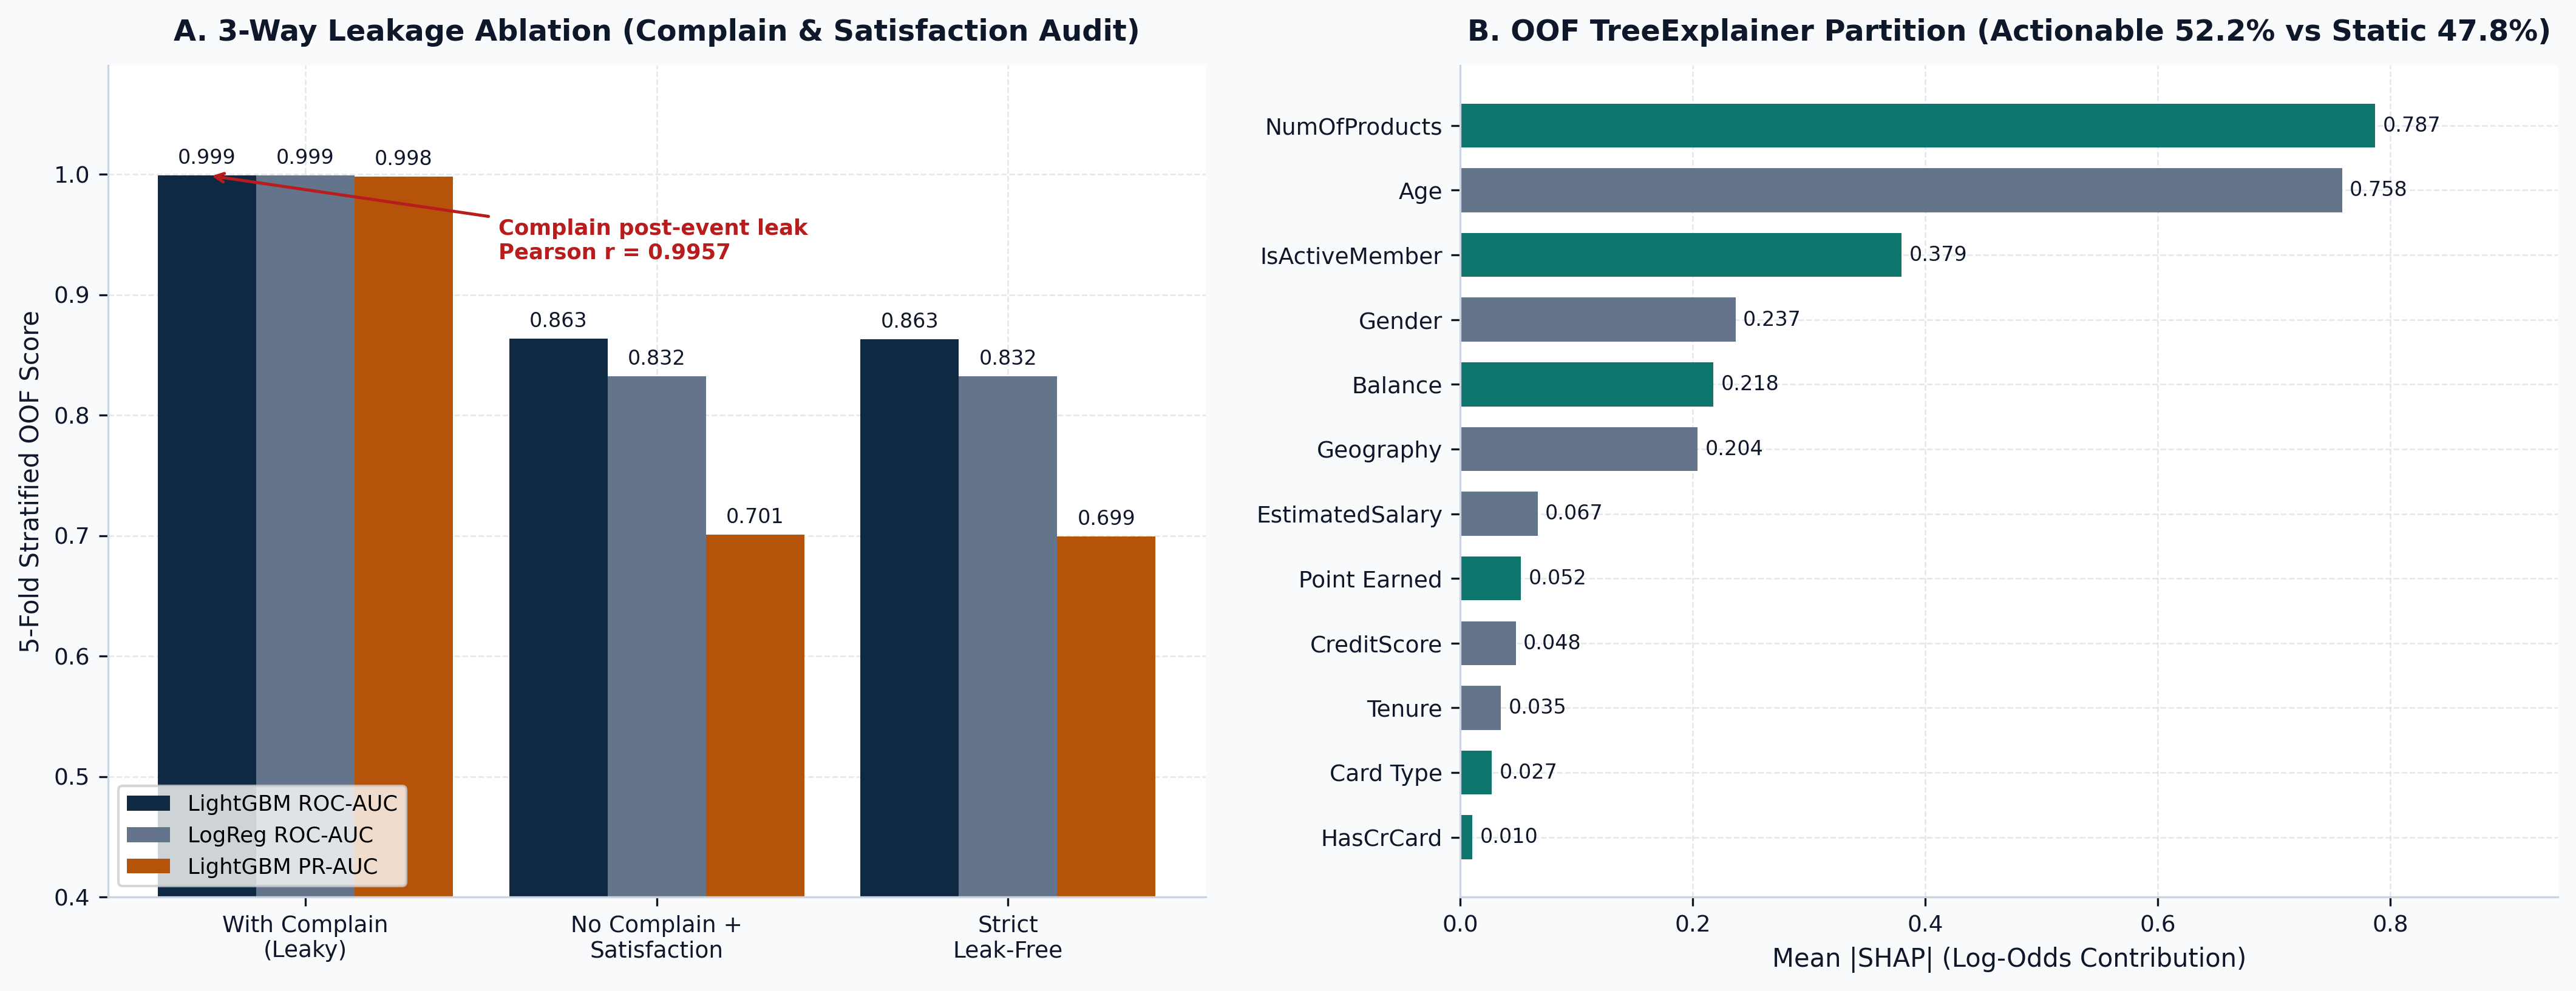 A. 3-Way Leakage Ablation (Complain & Satisfaction Audit)
5-Fold Stratified OOF Score
1.0
0.9
0.8
0.7
0.6
0.5
0.4
0.999
0.999
0.998
Complain post-event leak
Pearson r = 0.9957
0.863
0.832
0.701
0.863
0.832
0.699
LightGBM ROC-AUC
LogReg ROC-AUC
LightGBM PR-AUC
With Complain
(Leaky)
No Complain +
Satisfaction
Strict
Leak-Free
B. OOF TreeExplainer Partition (Actionable 52.2% vs Static 47.8%)
NumOfProducts
0.787
Age
0.758
IsActiveMember
0.379
Gender
0.237
Balance
0.218
Geography
0.204
EstimatedSalary
0.067
Point Earned
0.052
CreditScore
0.048
Tenure
0.035
Card Type
0.027
HasCrCard
0.010
0.0
0.2
0.4
0.6
0.8
Mean |SHAP| (Log-Odds Contribution)